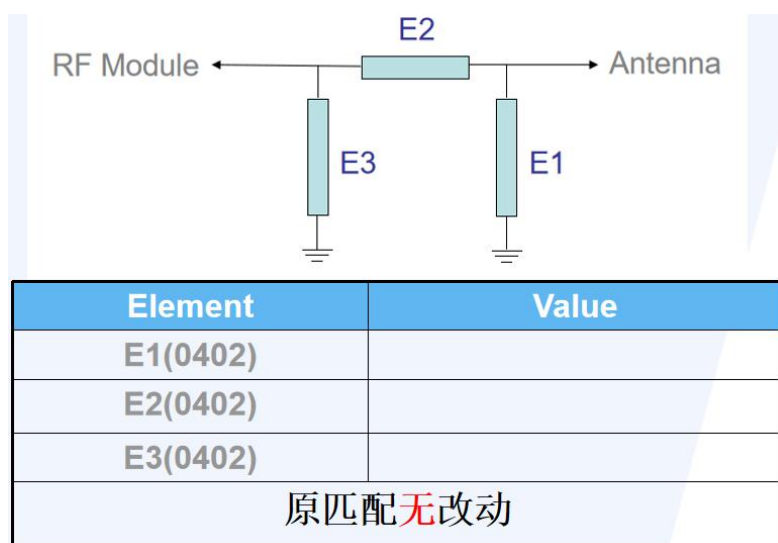 E2
RF Module
Antenna
E3
E1
Element Value
E1(0402)
E2(0402)
E3(0402)
原匹配无改动